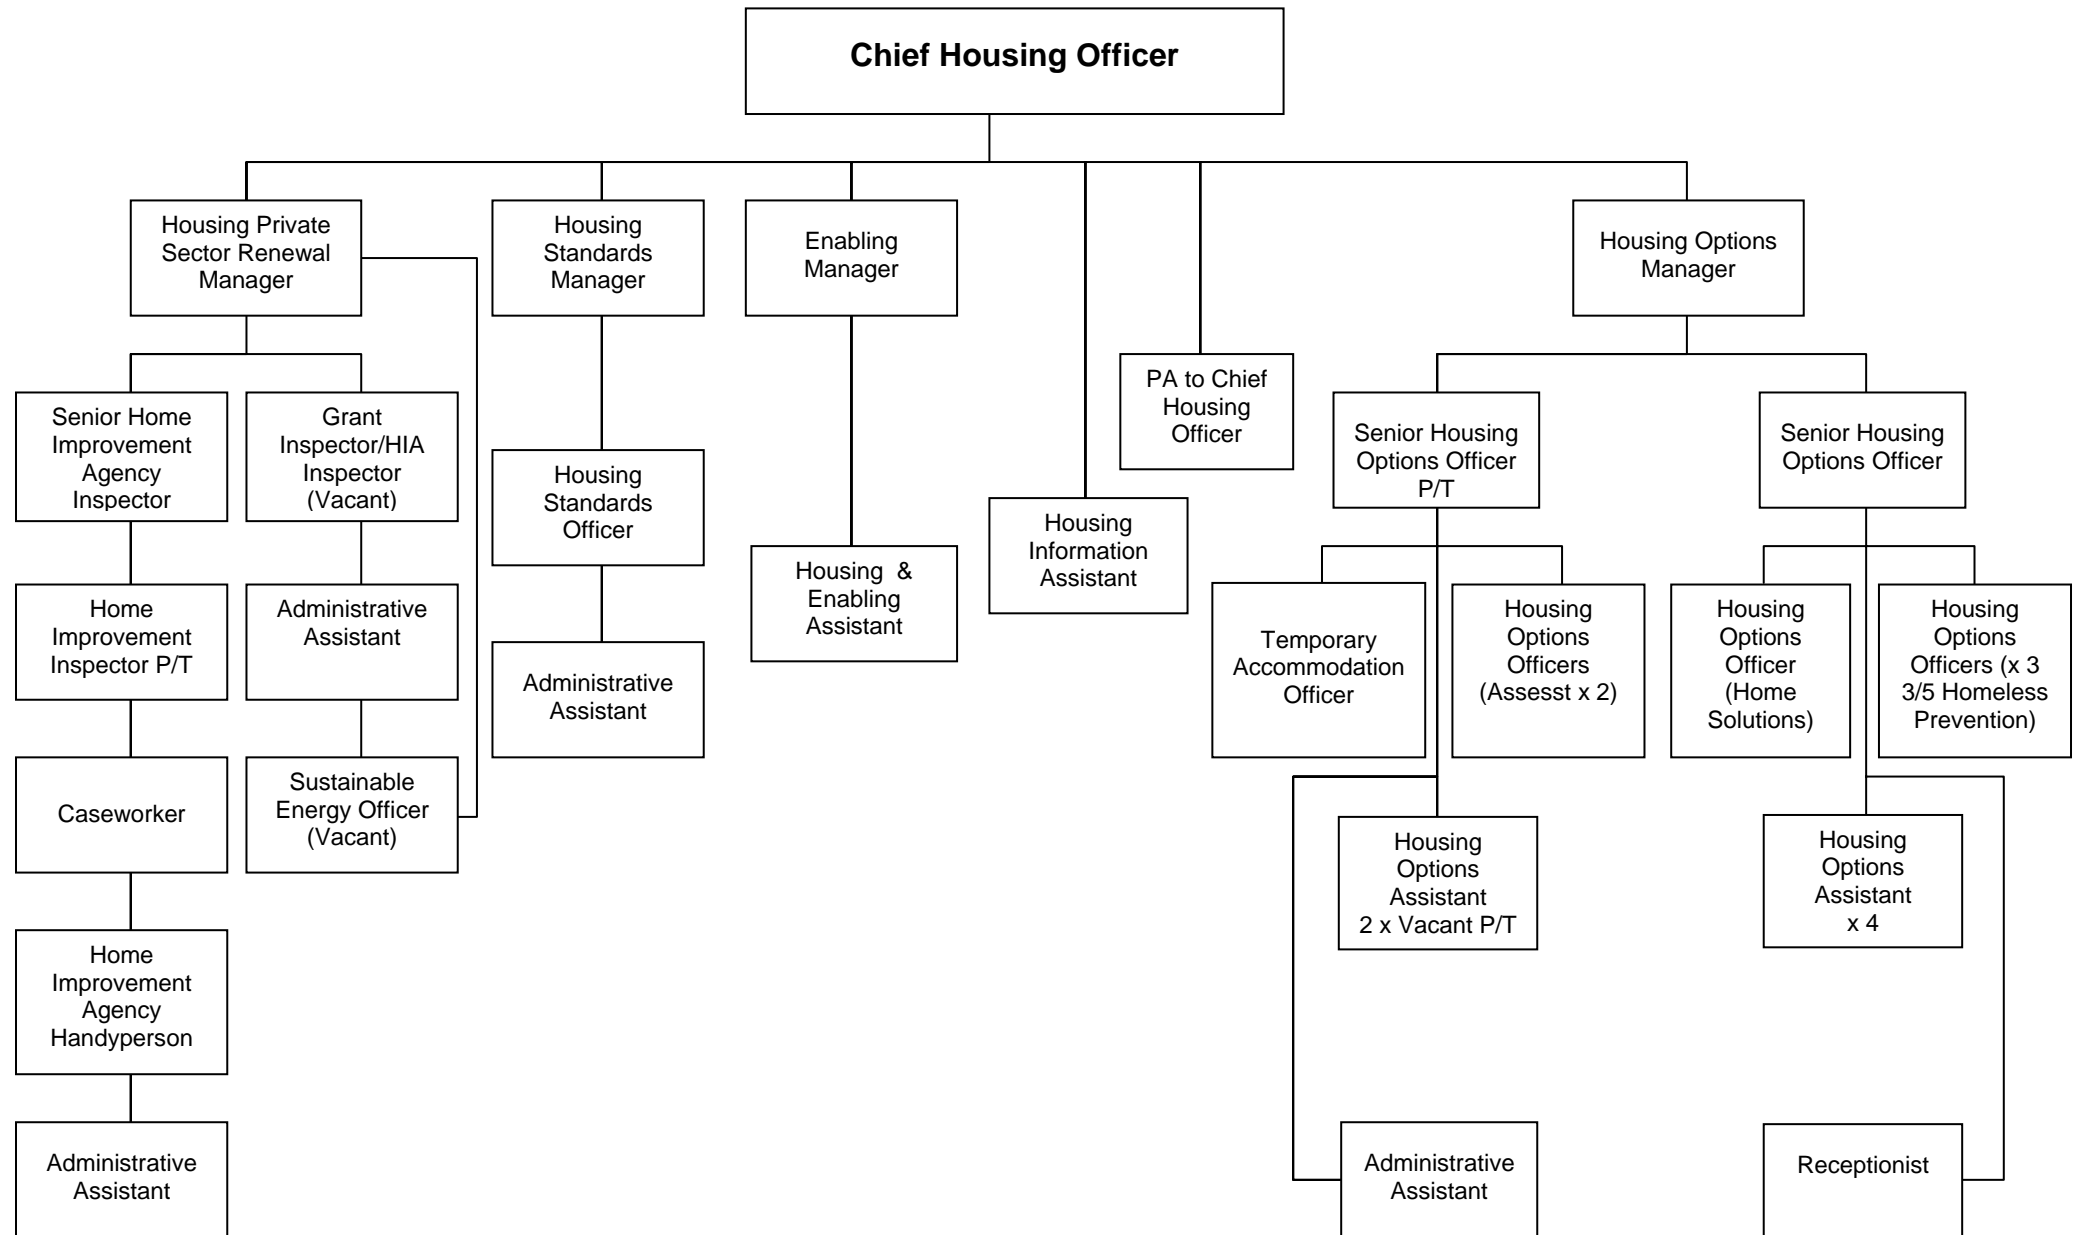 Chief Housing Officer
Housing Private
Sector Renewal
Manager
Housing
Standards
Manager
Enabling
Manager
Housing Options
Manager
PA to Chief
Housing
Officer
Senior Home
Improvement
Agency
Inspector
Grant
Inspector/HIA
Inspector
(Vacant)
Housing
Standards
Officer
Senior Housing
Options Officer
P/T
Senior Housing
Options Officer
Housing
Information
Assistant
Housing  &
Enabling
Assistant
Home
Improvement
Inspector P/T
Administrative
Assistant
Administrative
Assistant
Temporary
Accommodation
Officer
Housing
Options
Officers
(Assesst x 2)
Housing
Options
Officer
(Home
Solutions)
Housing
Options
Officers (x 3
3/5 Homeless
Prevention)
Caseworker
Sustainable
Energy Officer
(Vacant)
Housing
Options
Assistant
2 x Vacant P/T
Housing
Options
Assistant
x 4
Home
Improvement
Agency
Handyperson
Administrative
Assistant
Administrative
Assistant
Receptionist